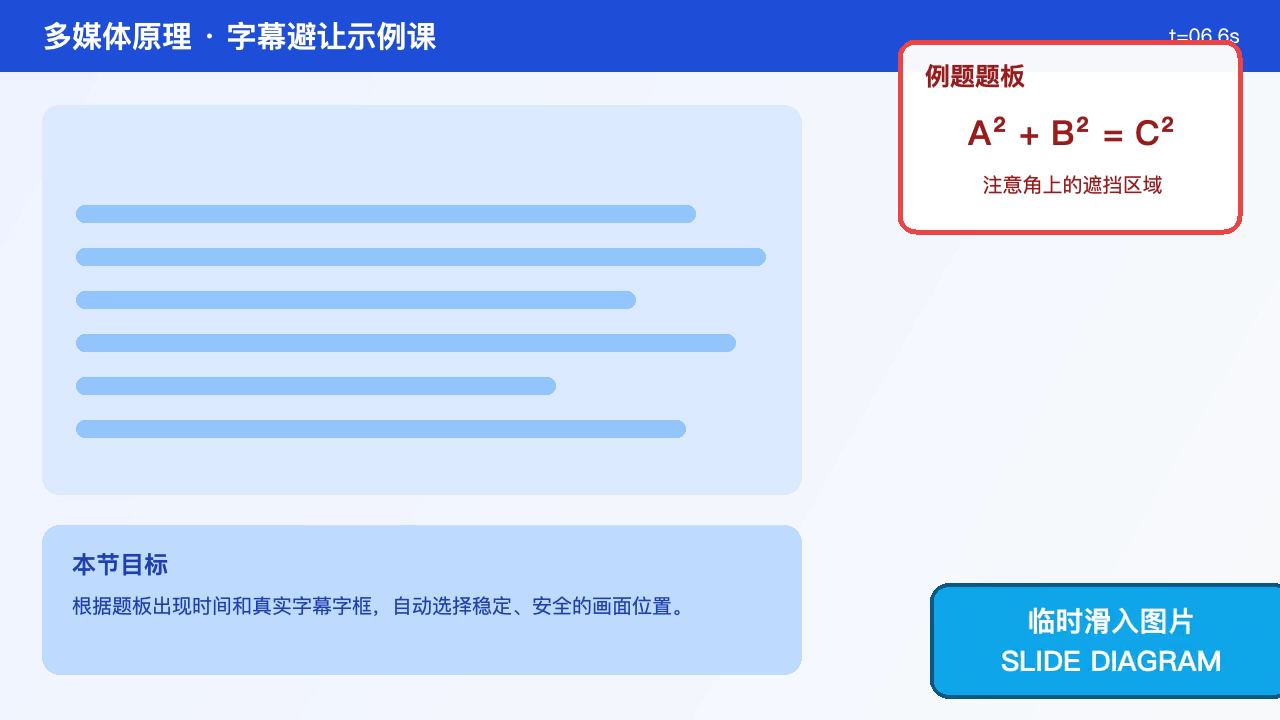 多媒体原理 · 字幕避让示例课
t=06.6s
例题题板
A² + B² = C²
注意角上的遮挡区域
本节目标
根据题板出现时间和真实字幕字框，自动选择稳定、安全的画面位置。
临时滑入图片
SLIDE DIAGRAM